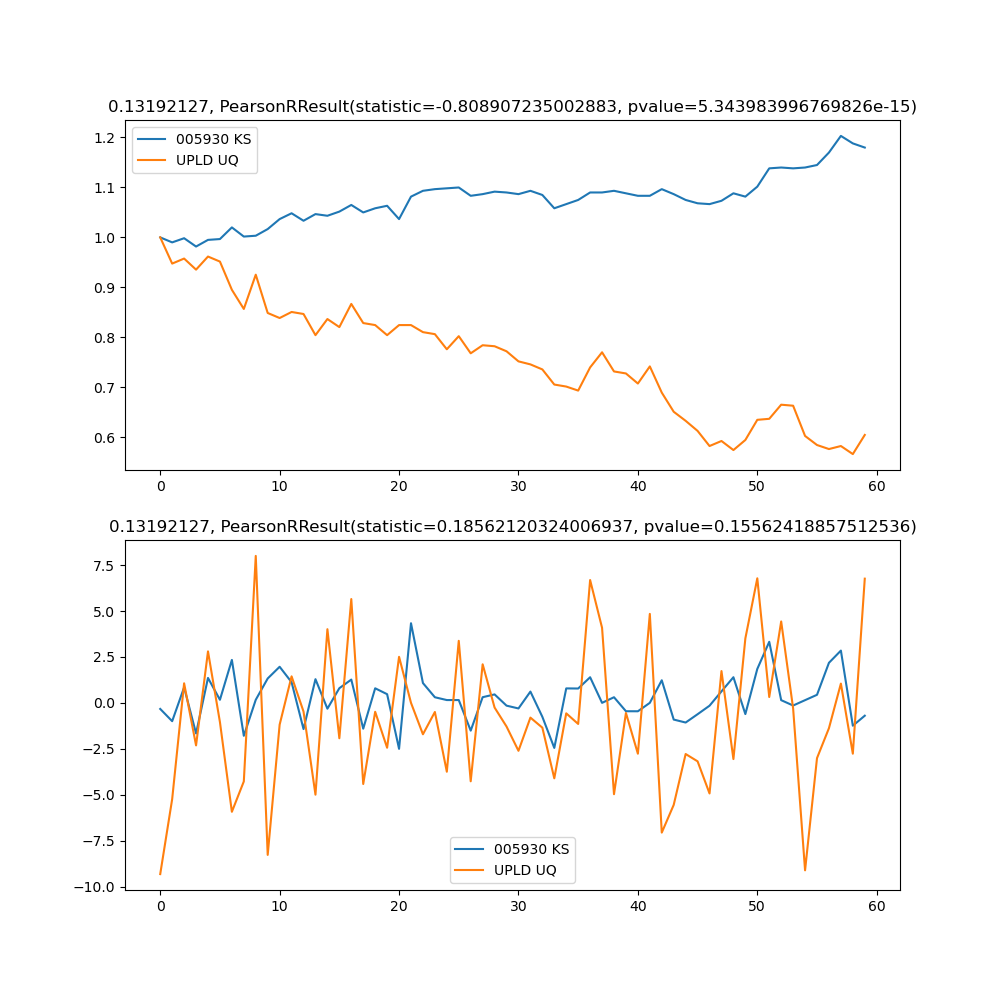 0.13192127, PearsonRResult(statistic=-0.808907235002883, pvalue=5.343983996769826e-15)
005930 KS
UPLD UQ
1.2
1.1
1.0
0.9
0.8
0.7
0.6
0 10 20 30 40 50 60
0.13192127, PearsonRResult(statistic=0.18562120324006937, pvalue=0.15562418857512536)
7.5
5.0
2.5
0.0
−2.5
−5.0
−7.5
−10.0
005930 KS
UPLD UQ
0 10 20 30 40 50 60